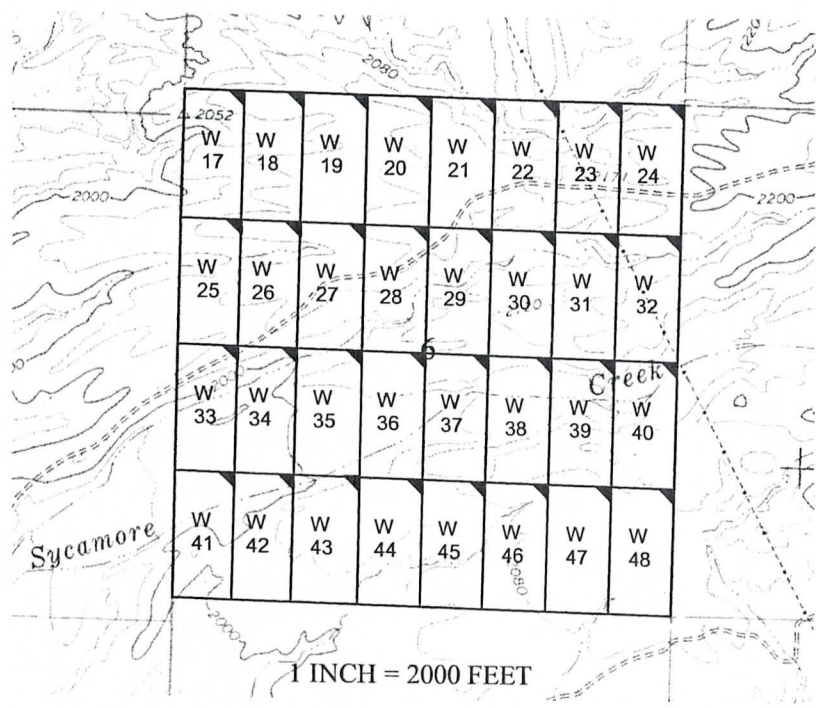 2080
2052
W 17
W 18
W 19
W 20
W 21
W 22
W 23
W 24
2000
2200
W 25
W 26
W 27
W 28
W 29
W 30
W 31
W 32
6
Creek
W 33
W 34
W 35
W 36
W 37
W 38
W 39
W 40
Sycamore
W 41
W 42
W 43
W 44
W 45
W 46
W 47
W 48
2080
2000
1 INCH = 2000 FEET